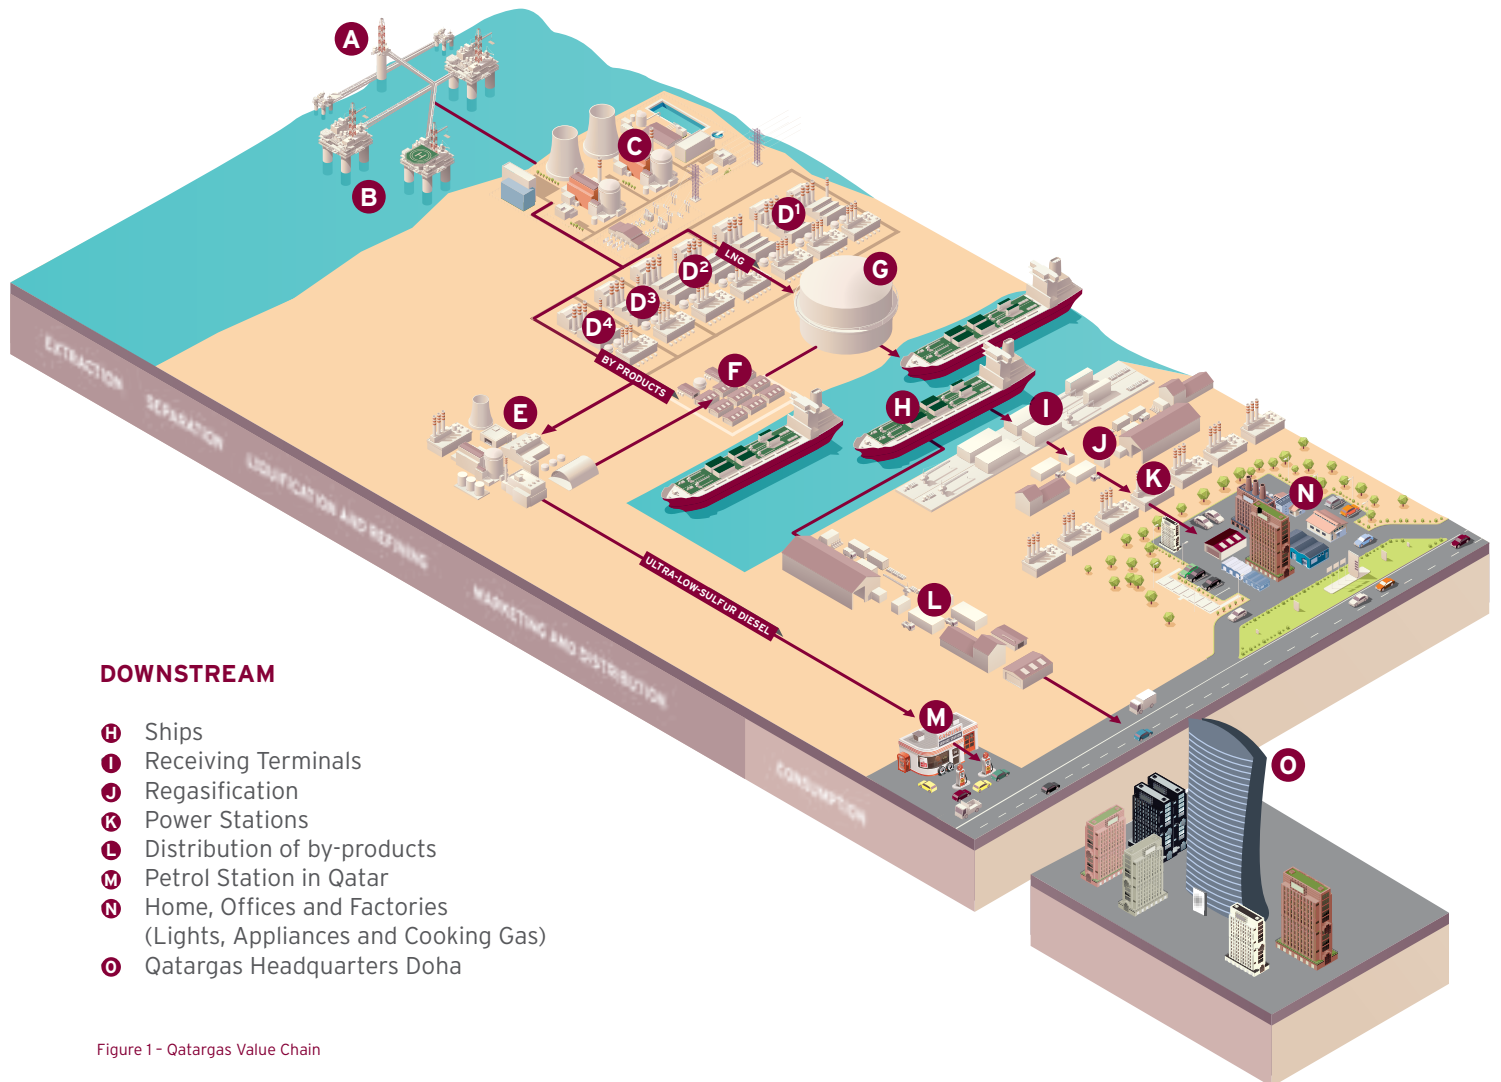 A
B
C
D1
D2
D3
D4
LNG
G
BY PRODUCTS
F
E
H
I
J
K
N
L
M
O
ULTRA-LOW-SULFUR DIESEL
EXTRACTION
SEPARATION
LIQUIFICATION AND REFINING
MARKETING AND DISTRIBUTION
CONSUMPTION
DOWNSTREAM
H Ships
I Receiving Terminals
J Regasification
K Power Stations
L Distribution of by-products
M Petrol Station in Qatar
N Home, Offices and Factories
(Lights, Appliances and Cooking Gas)
O Qatargas Headquarters Doha
Figure 1 – Qatargas Value Chain